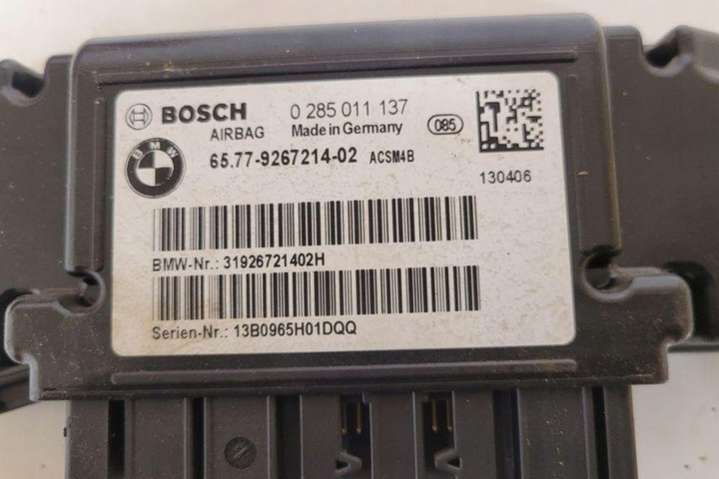 BOSCH 0 285 011 137
AIRBAG Made in Germany 085
BMW 65.77-9267214-02 ACSM4B
130406
BMW-Nr.: 31926721402H
Serien-Nr.: 13B0965H01DQQ